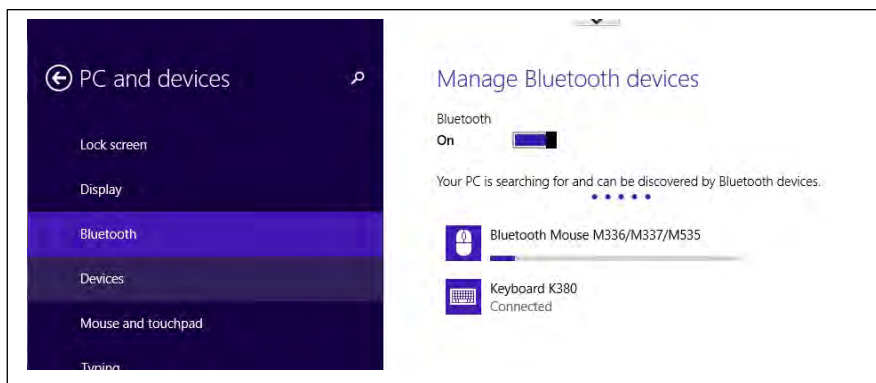 PC and devices
Lock screen
Display
Bluetooth
Devices
Mouse and touchpad
Typing
Manage Bluetooth devices
Bluetooth
On
Your PC is searching for and can be discovered by Bluetooth devices.
Bluetooth Mouse M336/M337/M535
Keyboard K380
Connected